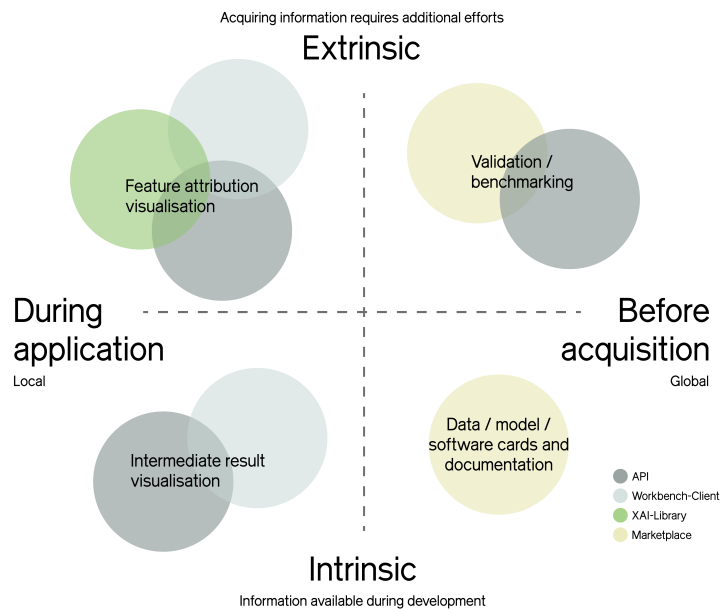 Acquiring information requires additional efforts
Extrinsic
Feature attribution
visualisation
Validation /
benchmarking
During
application
Local
Before
acquisition
Global
Intermediate result
visualisation
Data / model /
software cards and
documentation
API
Workbench-Client
XAI-Library
Marketplace
Intrinsic
Information available during development